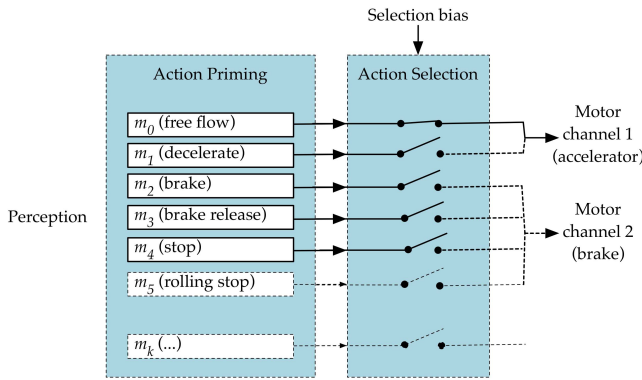 Selection bias
Action Priming
Action Selection
m0 (free flow)
m1 (decelerate)
m2 (brake)
m3 (brake release)
m4 (stop)
m5 (rolling stop)
mk (...)
Perception
Motor
channel 1
(accelerator)
Motor
channel 2
(brake)